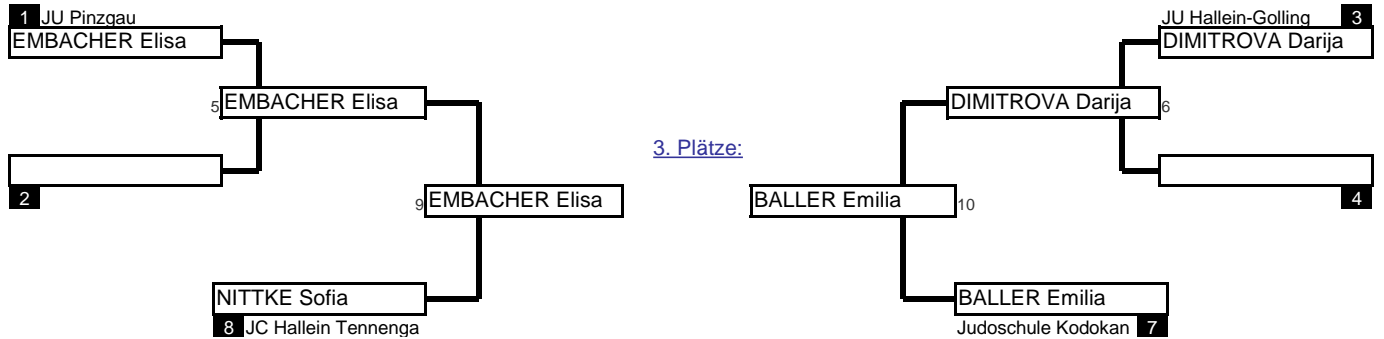 1 JU Pinzgau
EMBACHER Elisa
JU Hallein-Golling 3
DIMITROVA Darija
5 EMBACHER Elisa
DIMITROVA Darija 6
3. Plätze:
2
4
9 EMBACHER Elisa
BALLER Emilia 10
NITTKE Sofia
8 JC Hallein Tennenga
BALLER Emilia
Judoschule Kodokan 7